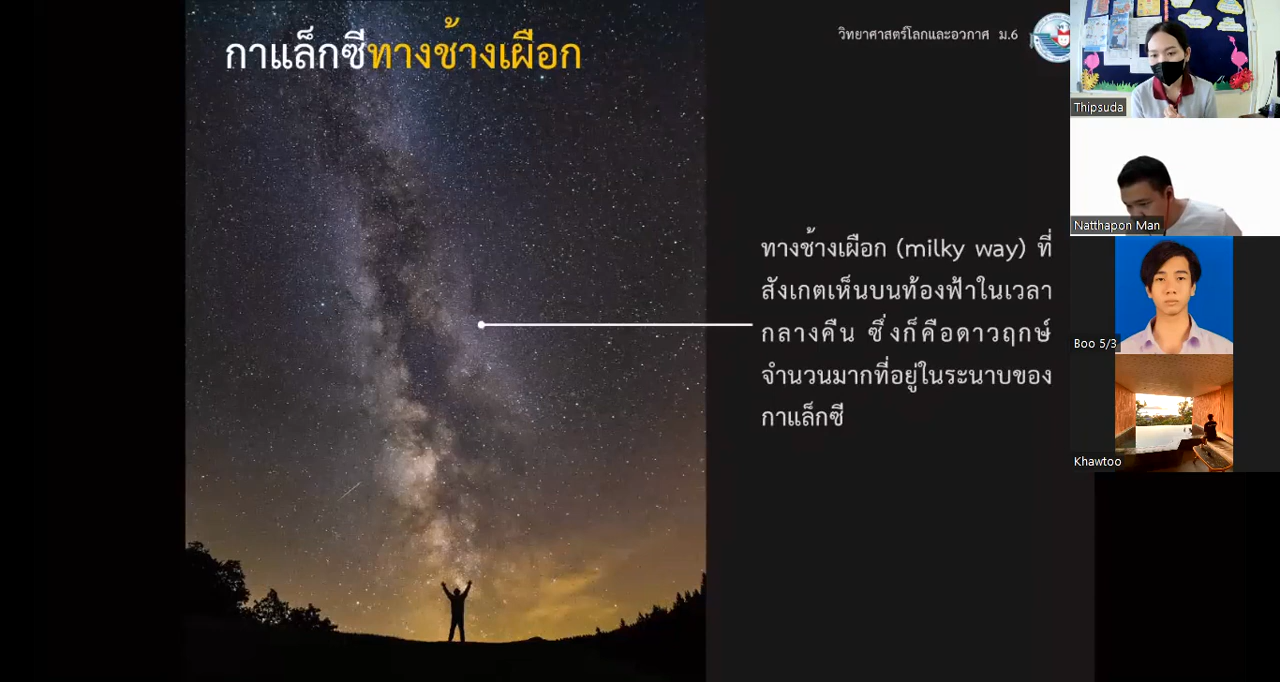 กาแล็กซีทางช้างเผือก
วิทยาศาสตร์โลกและอวกาศ ม.6
ทางช้างเผือก (milky way) ที่
สังเกตเห็นบนท้องฟ้าในเวลา
กลางคืน ซึ่งก็คือดาวฤกษ์
จำนวนมากที่อยู่ในระนาบของ
กาแล็กซี
Thipsuda
Natthapon Man
Boo 5/3
Khawtoo